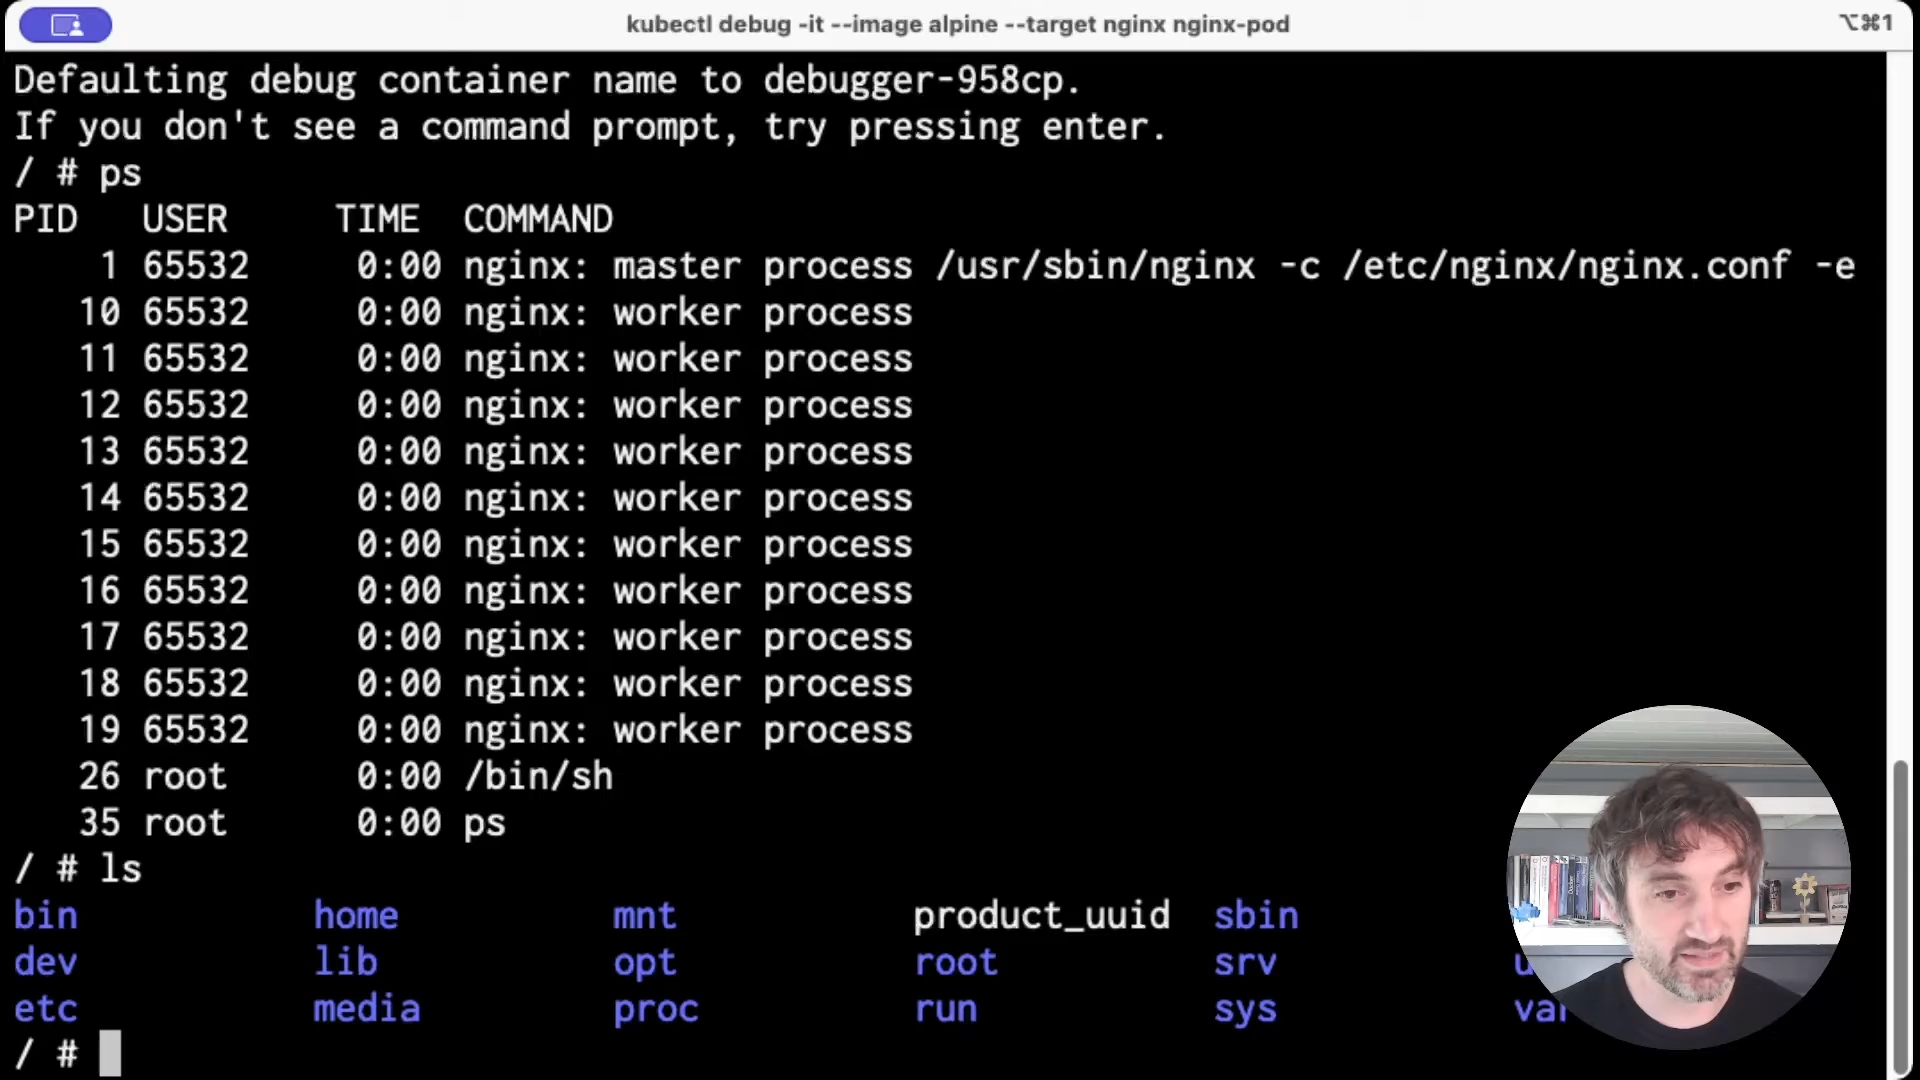 kubectl debug -it --image alpine --target nginx nginx-pod ⌥⌘1
Defaulting debug container name to debugger-958cp.
If you don't see a command prompt, try pressing enter.
/ # ps
PID USER TIME COMMAND
1 65532 0:00 nginx: master process /usr/sbin/nginx -c /etc/nginx/nginx.conf -e
10 65532 0:00 nginx: worker process
11 65532 0:00 nginx: worker process
12 65532 0:00 nginx: worker process
13 65532 0:00 nginx: worker process
14 65532 0:00 nginx: worker process
15 65532 0:00 nginx: worker process
16 65532 0:00 nginx: worker process
17 65532 0:00 nginx: worker process
18 65532 0:00 nginx: worker process
19 65532 0:00 nginx: worker process
26 root 0:00 /bin/sh
35 root 0:00 ps
/ # ls
bin home mnt product_uuid sbin
dev lib opt root srv
etc media proc run sys var
/ #